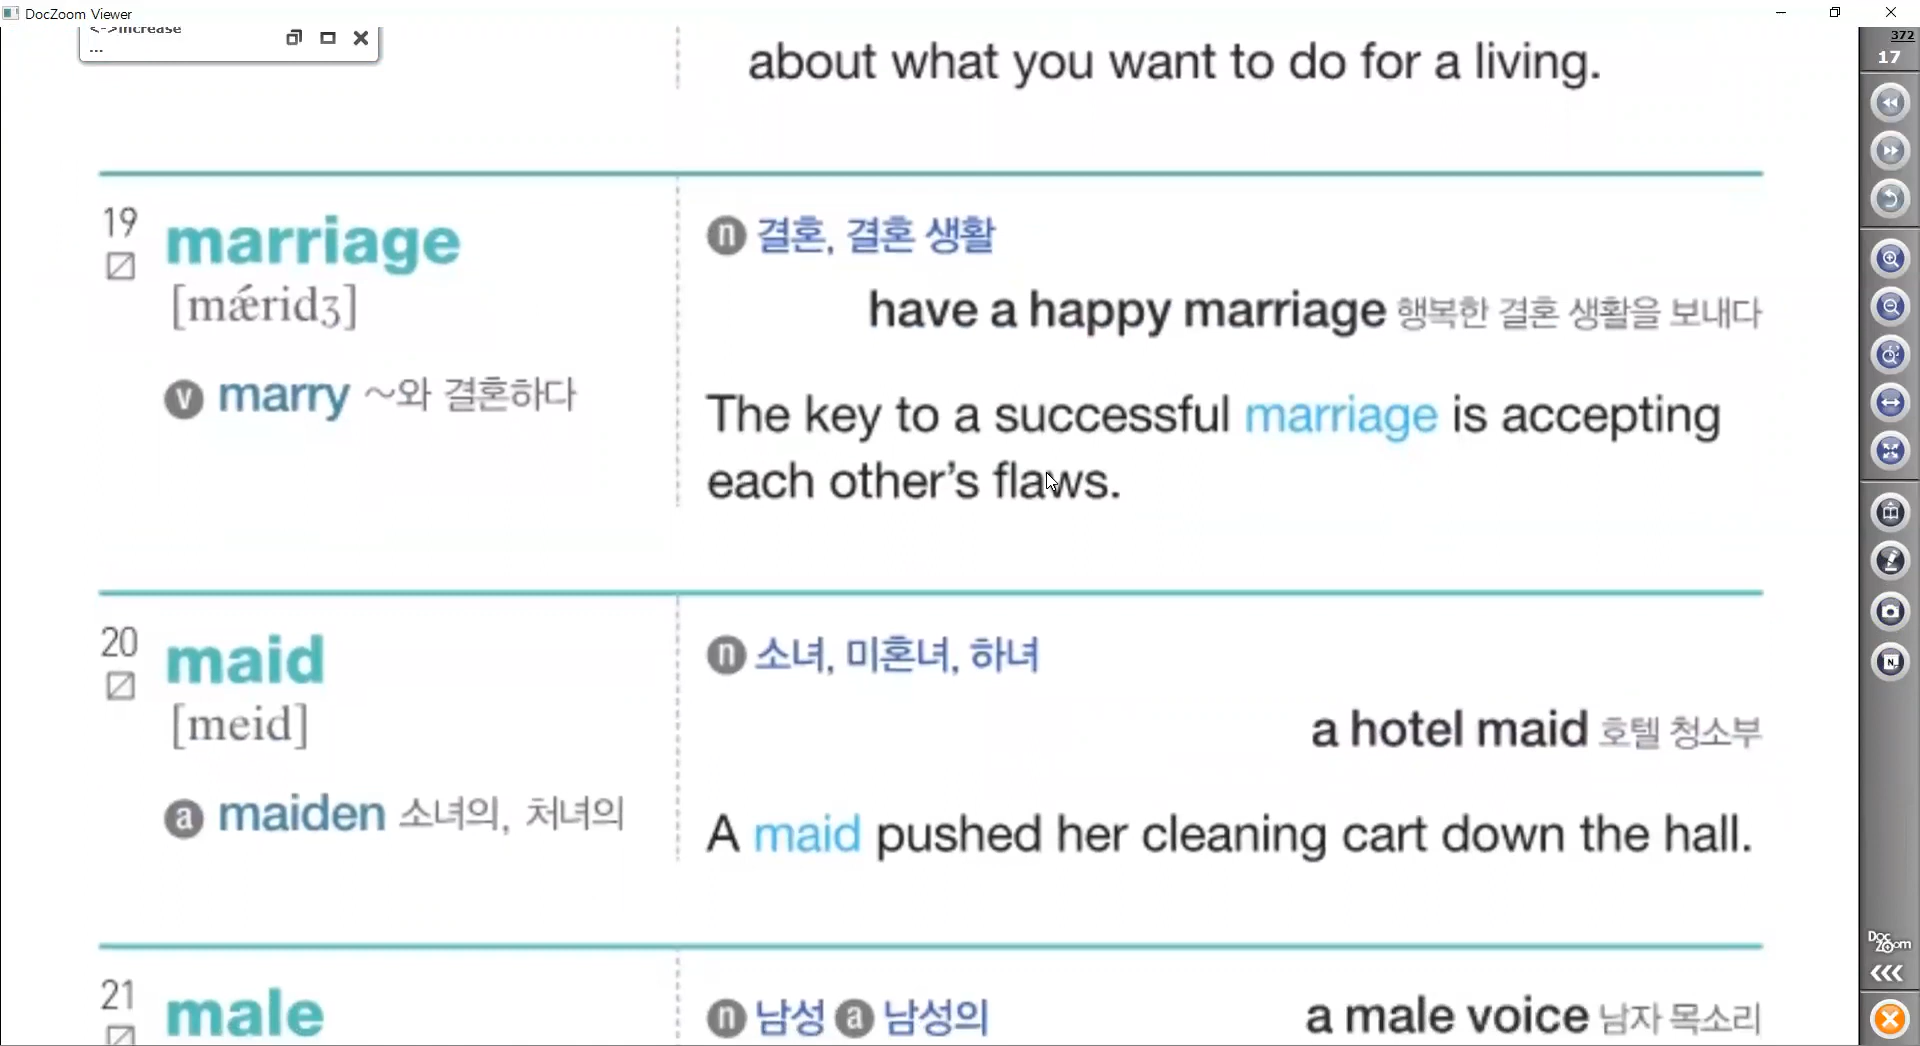 DocZoom Viewer
<->increase
...
372
17
about what you want to do for a living.
19
marriage
[mǽridʒ]
v marry ~와 결혼하다
n 결혼, 결혼 생활
have a happy marriage 행복한 결혼 생활을 보내다
The key to a successful marriage is accepting
each other's flaws.
20
maid
[meid]
a maiden 소녀의, 처녀의
n 소녀, 미혼녀, 하녀
a hotel maid 호텔 청소부
A maid pushed her cleaning cart down the hall.
21
male
n 남성 a 남성의
a male voice 남자 목소리
N
Doc
Zoom